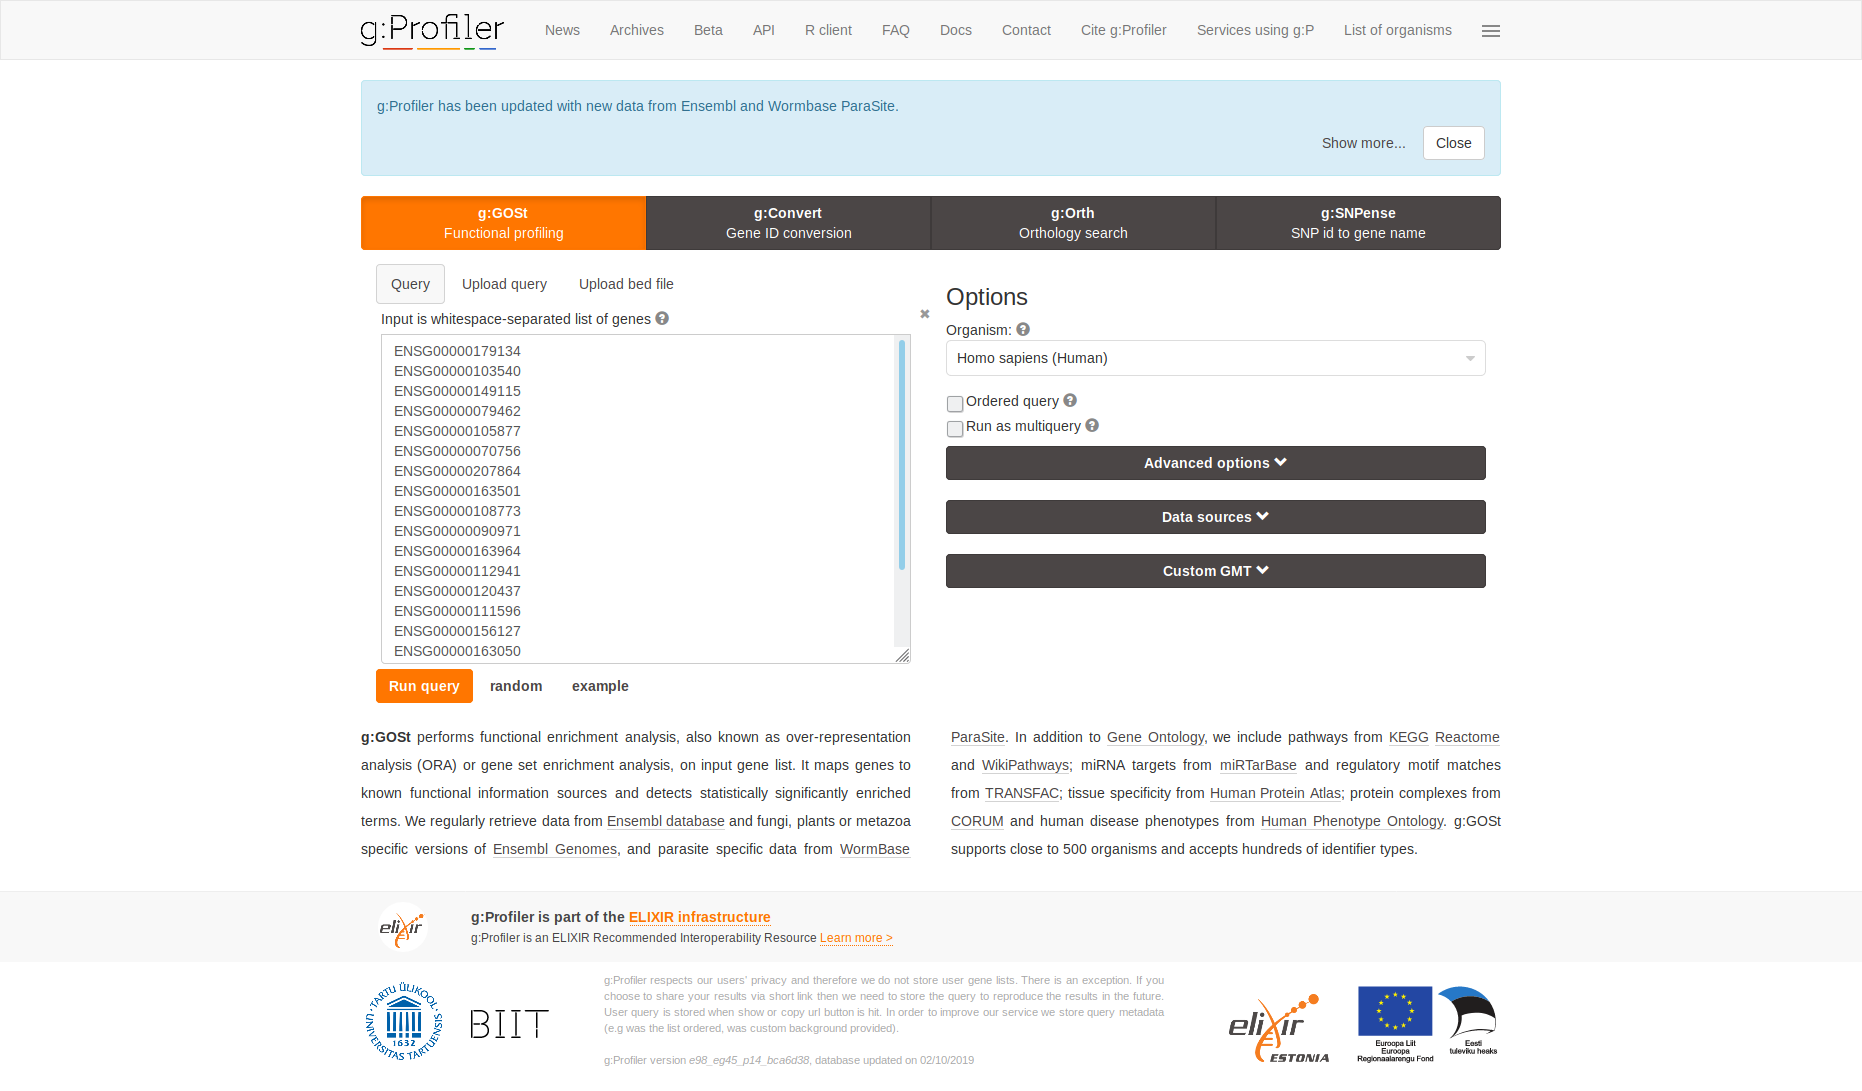 g:Profiler
News
Archives
Beta
API
R client
FAQ
Docs
Contact
Cite g:Profiler
Services using g:P
List of organisms
g:Profiler has been updated with new data from Ensembl and Wormbase ParaSite.
Show more...
Close
g:GOSt
Functional profiling
g:Convert
Gene ID conversion
g:Orth
Orthology search
g:SNPense
SNP id to gene name
Query
Upload query
Upload bed file
Input is whitespace-separated list of genes
ENSG00000179134
ENSG00000103540
ENSG00000149115
ENSG00000079462
ENSG00000105877
ENSG00000070756
ENSG00000207864
ENSG00000163501
ENSG00000108773
ENSG00000090971
ENSG00000163964
ENSG00000112941
ENSG00000120437
ENSG00000111596
ENSG00000156127
ENSG00000163050
Run query
random
example
Options
Organism:
Homo sapiens (Human)
Ordered query
Run as multiquery
Advanced options
Data sources
Custom GMT
g:GOSt performs functional enrichment analysis, also known as over-representation
analysis (ORA) or gene set enrichment analysis, on input gene list. It maps genes to
known functional information sources and detects statistically significantly enriched
terms. We regularly retrieve data from Ensembl database and fungi, plants or metazoa
specific versions of Ensembl Genomes, and parasite specific data from WormBase
ParaSite. In addition to Gene Ontology, we include pathways from KEGG Reactome
and WikiPathways; miRNA targets from miRTarBase and regulatory motif matches
from TRANSFAC; tissue specificity from Human Protein Atlas; protein complexes from
CORUM and human disease phenotypes from Human Phenotype Ontology. g:GOSt
supports close to 500 organisms and accepts hundreds of identifier types.
elixir
g:Profiler is part of the ELIXIR infrastructure
g:Profiler is an ELIXIR Recommended Interoperability Resource Learn more >
TARTU ÜLIKOOL
UNIVERSITAS TARTUENSIS
1632
BIIT
g:Profiler respects our users' privacy and therefore we do not store user gene lists. There is an exception. If you
choose to share your results via short link then we need to store the query to reproduce the results in the future.
User query is stored when show or copy url button is hit. In order to improve our service we store query metadata
(e.g was the list ordered, was custom background provided).
g:Profiler version e98_eg45_p14_bca6d38, database updated on 02/10/2019
elixir
ESTONIA
Euroopa Liit
Euroopa
Regionaalarengu Fond
Eesti
tuleviku heaks